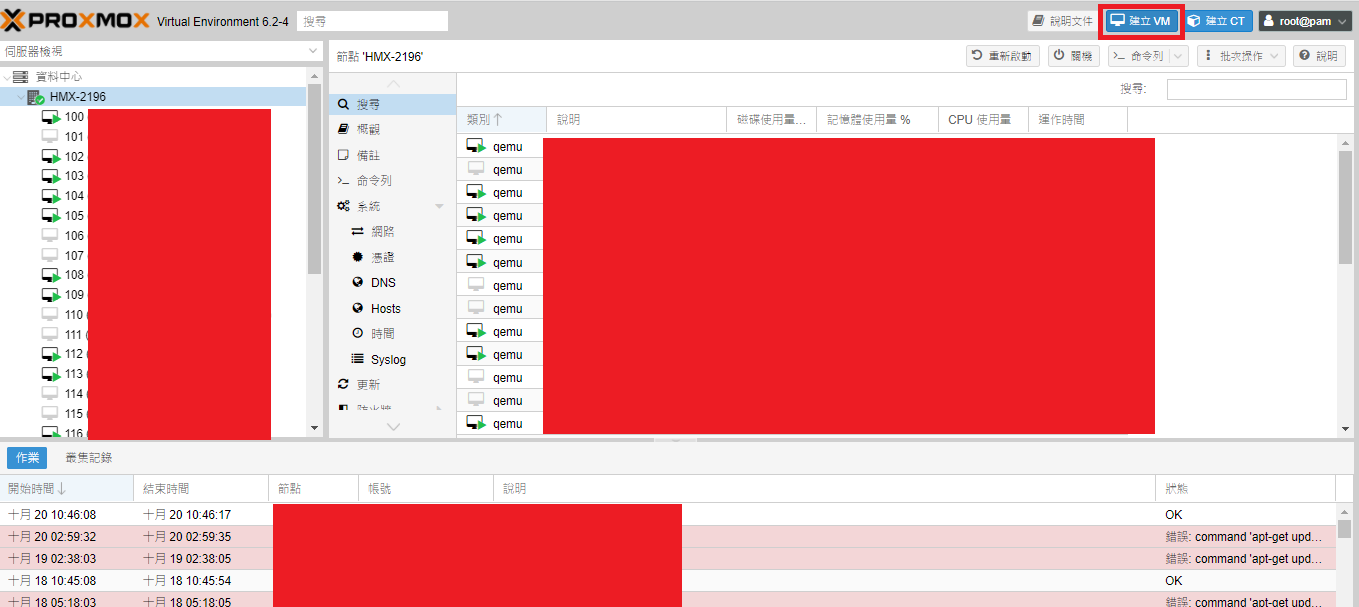 PROXMOX Virtual Environment 6.2-4 搜尋 說明文件 建立 VM 建立 CT root@pam
伺服器檢視
節點 'HMX-2196' 重新啟動 關機 命令列 批次操作 說明
資料中心
HMX-2196
100
101
102
103
104
105
106
107
108
109
110
111
112
113
114
115
116
搜尋
概觀
備註
命令列
系統
網路
憑證
DNS
Hosts
時間
Syslog
更新
防火牆
搜尋:
類別 說明 磁碟使用量... 記憶體使用量 % CPU 使用量 運作時間
qemu
qemu
qemu
qemu
qemu
qemu
qemu
qemu
qemu
qemu
qemu
qemu
qemu
作業 叢集記錄
開始時間 結束時間 節點 帳號 說明 狀態
十月 20 10:46:08 十月 20 10:46:17 OK
十月 20 02:59:32 十月 20 02:59:35 錯誤: command 'apt-get upd...
十月 19 02:38:03 十月 19 02:38:05 錯誤: command 'apt-get upd...
十月 18 10:45:08 十月 18 10:45:54 OK
十月 18 05:18:03 十月 18 05:18:05 錯誤: command 'apt-get upd...